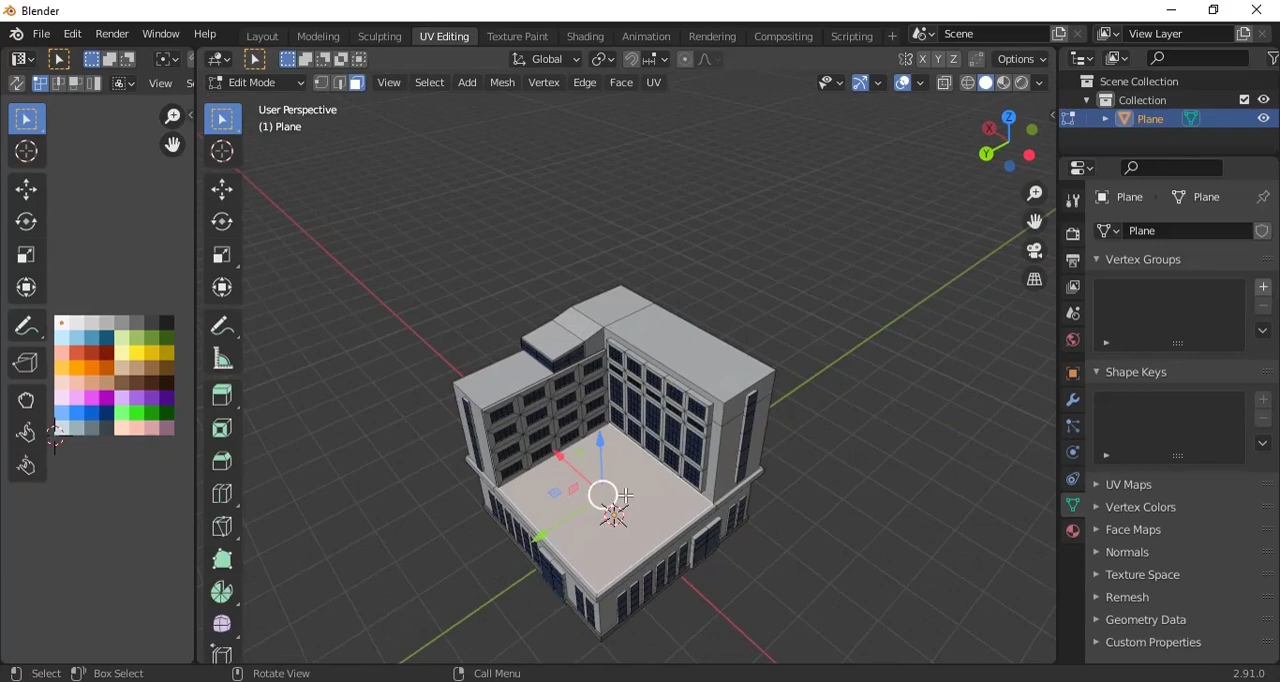 Blender
File Edit Render Window Help Layout Modeling Sculpting UV Editing Texture Paint Shading Animation Rendering Compositing Scripting Scene View Layer
Global Options
View Edit Mode View Select Add Mesh Vertex Edge Face UV
User Perspective
(1) Plane
Scene Collection
Collection
Plane
X Y Z
Plane Plane
Plane
Vertex Groups
Shape Keys
UV Maps
Vertex Colors
Face Maps
Normals
Texture Space
Remesh
Geometry Data
Custom Properties
Select Box Select Rotate View Call Menu 2.91.0